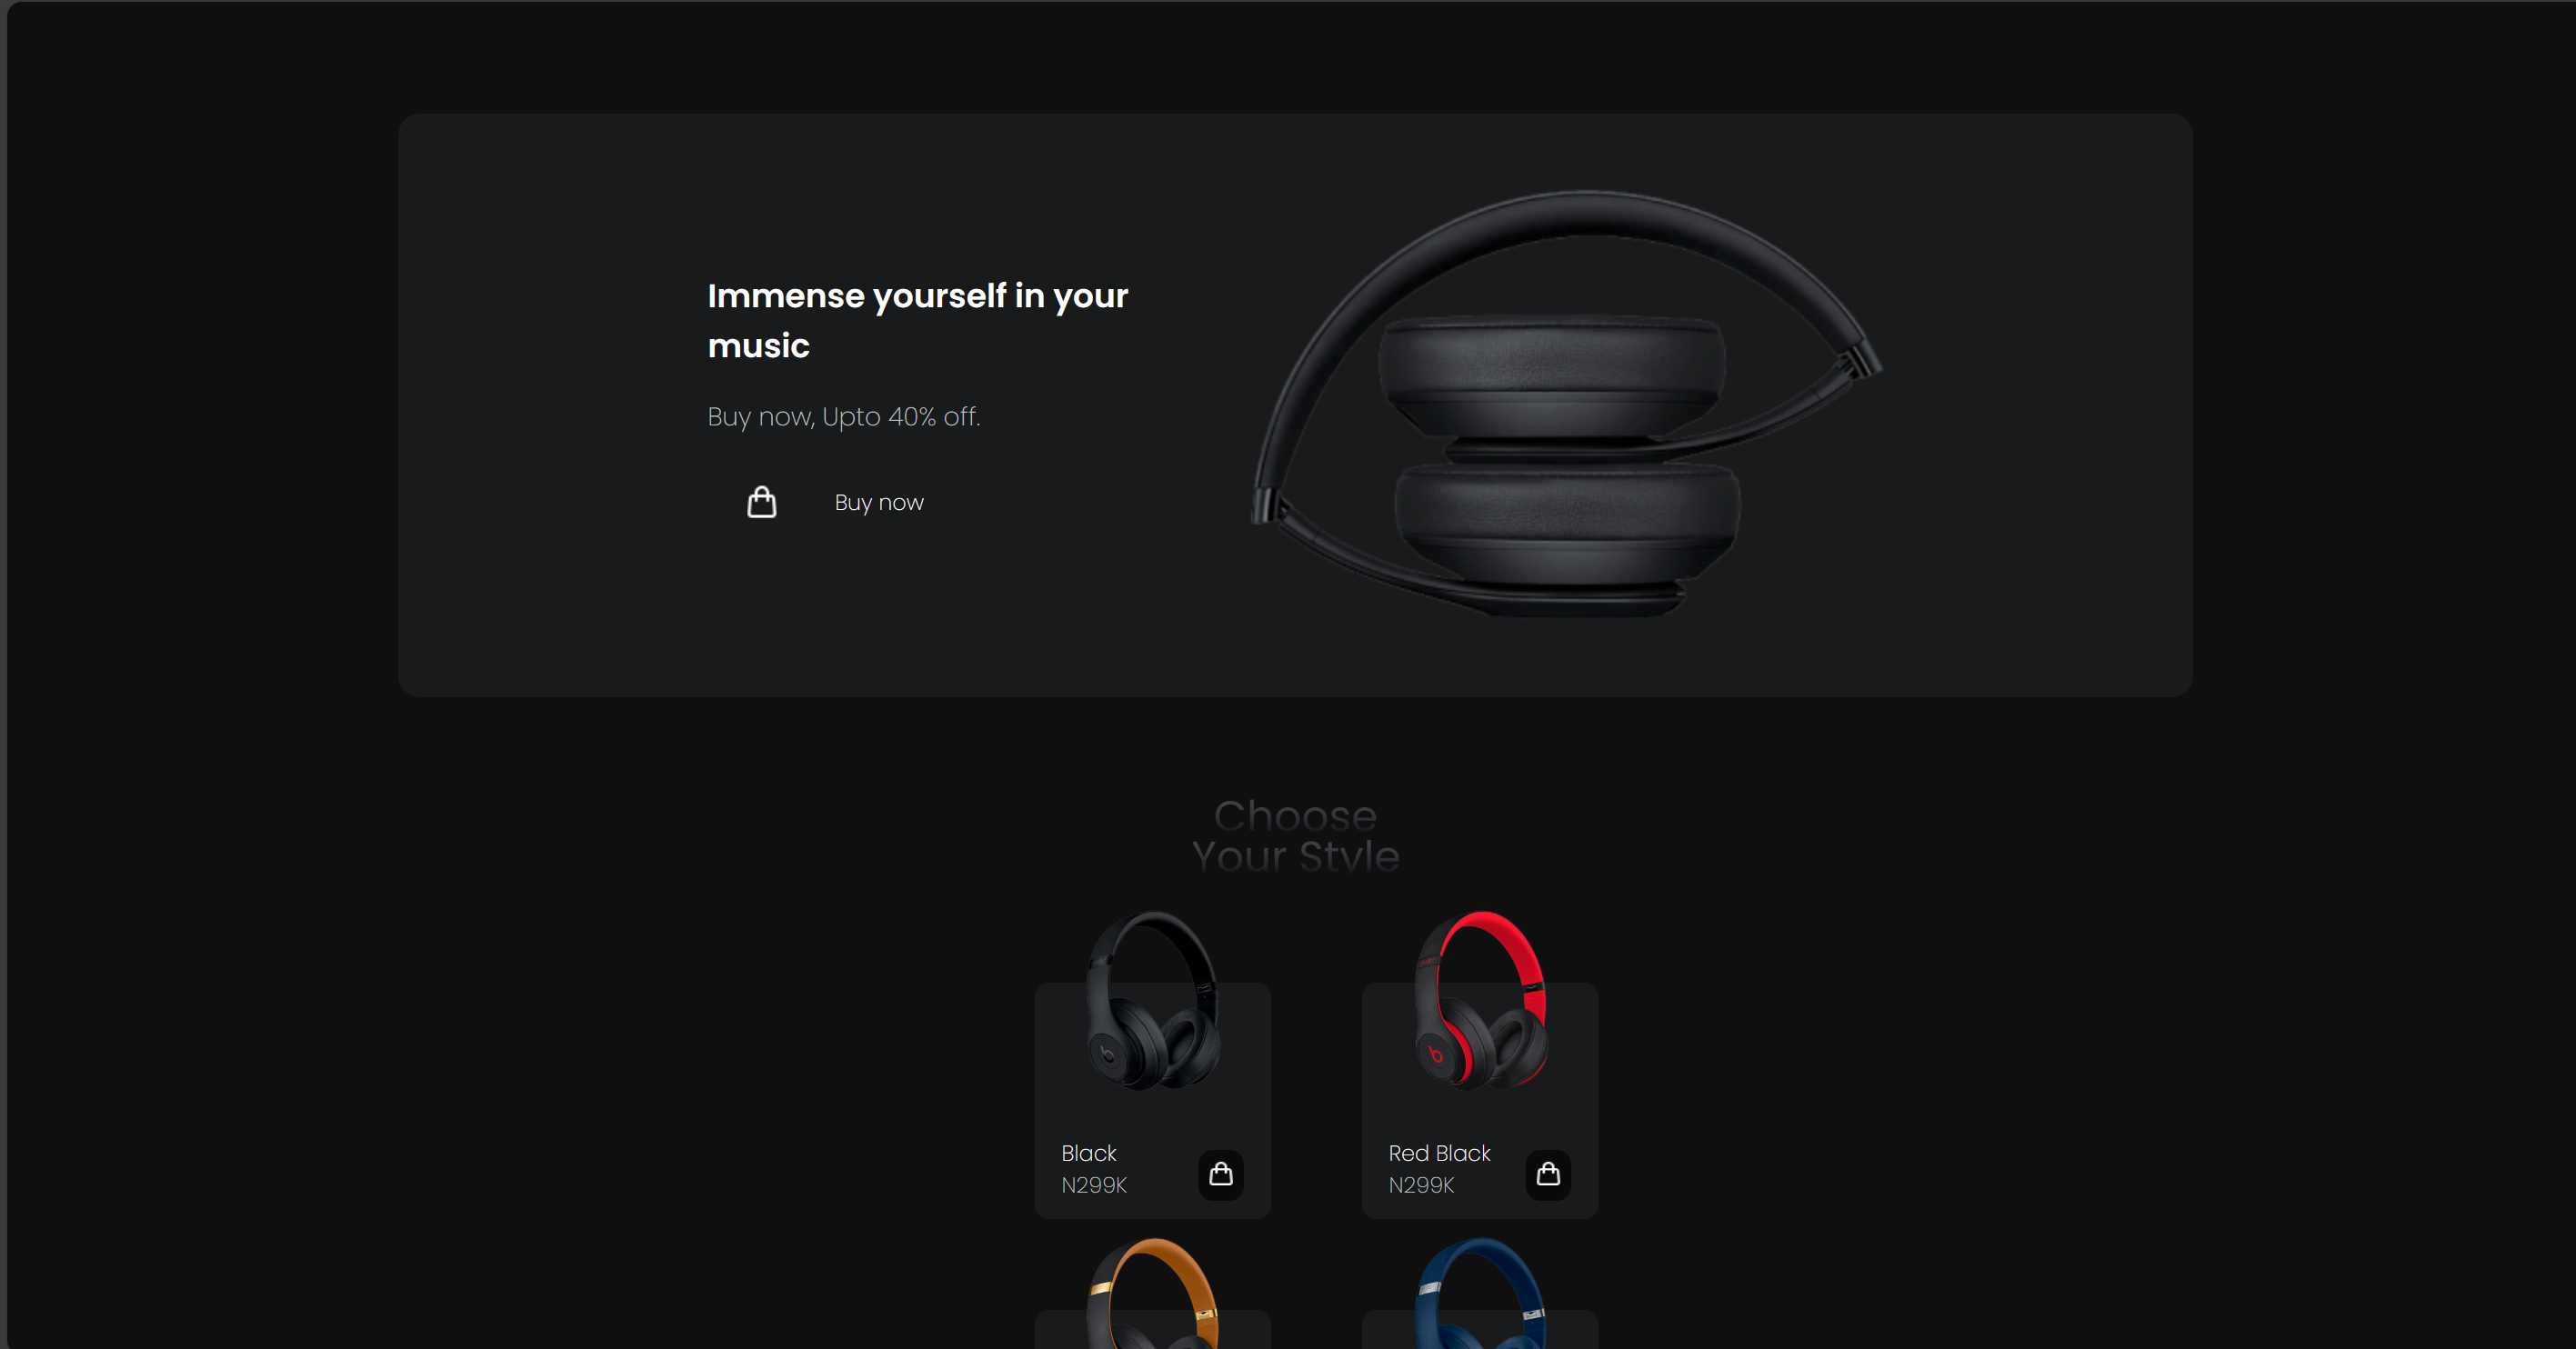 Immense yourself in your
music
Buy now, Upto 40% off.
Buy now
Choose
Your Style
Black
N299K
Red Black
N299K